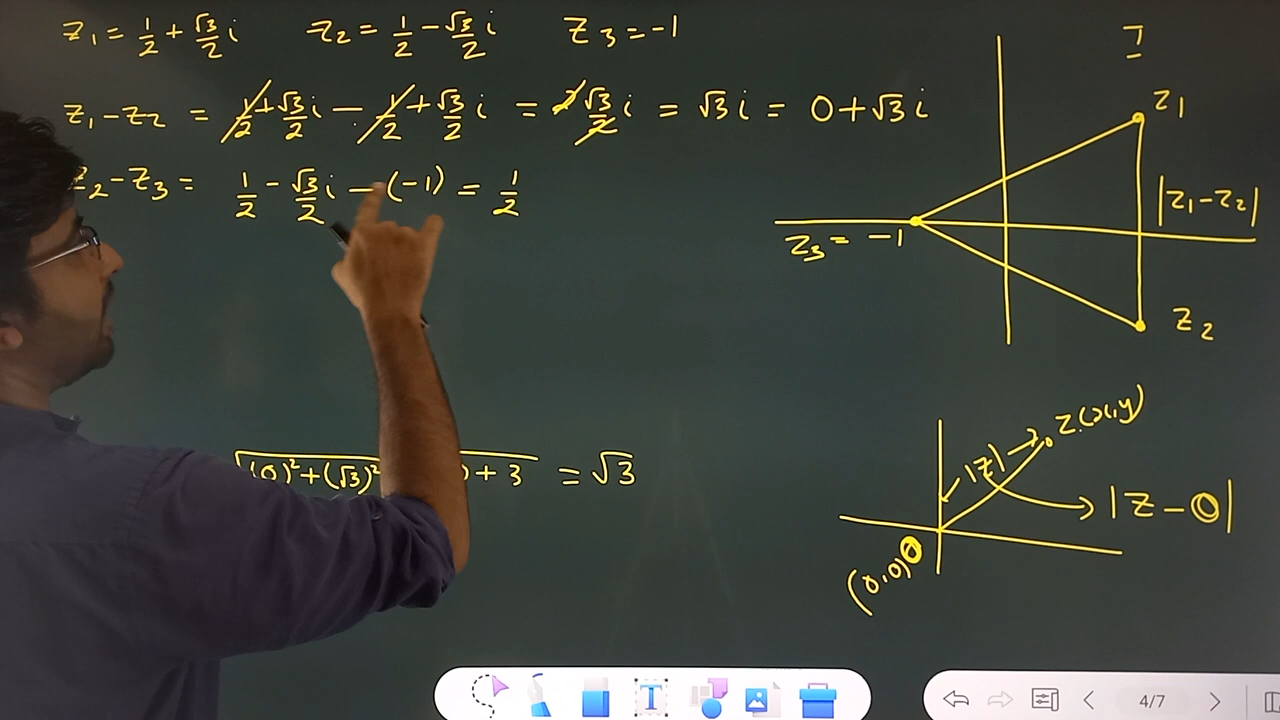 z₁ = 1/2 + √3/2 i    z₂ = 1/2 − √3/2 i    z₃ = −1
z₁ − z₂ = 1/2 + √3/2 i − 1/2 + √3/2 i = 2 √3/2 i = √3 i = 0 + √3 i
z₂ − z₃ = 1/2 − √3/2 i − (−1) = 1/2
(0)² + (√3)² + 3 = √3
I
z₁
|z₁ − z₂|
z₃ = −1
z₂
z(x,y)
|z|
|z − 0|
(0,0) 0
T
4/7